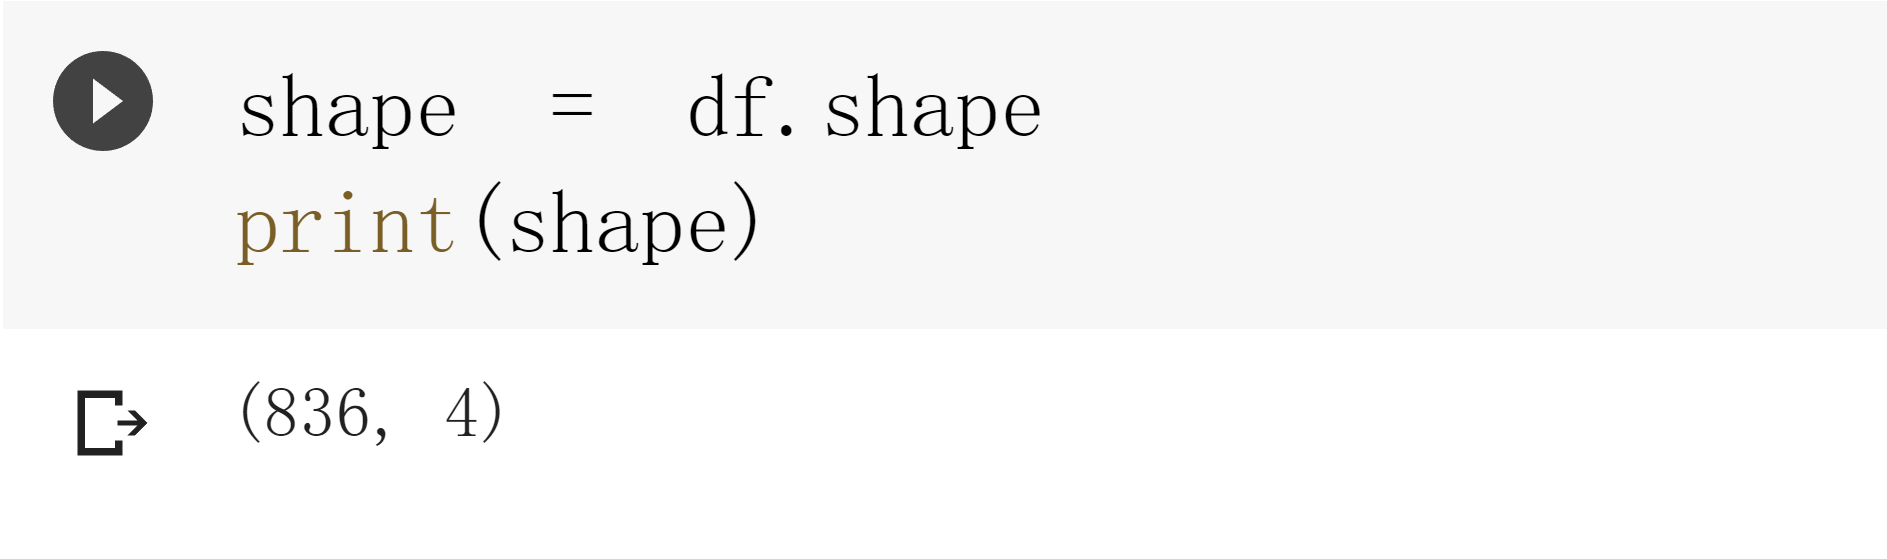 shape = df.shape
print(shape)
(836, 4)